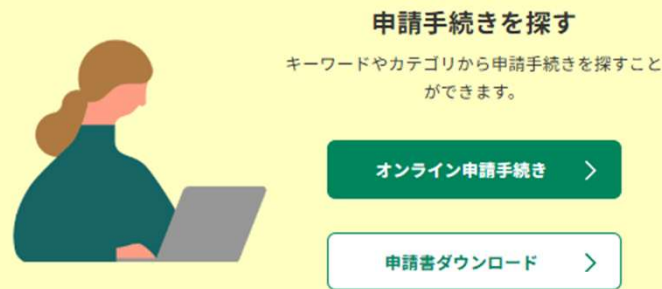 申請手続きを探す
キーワードやカテゴリから申請手続きを探すこと
ができます。
オンライン申請手続き
申請書ダウンロード